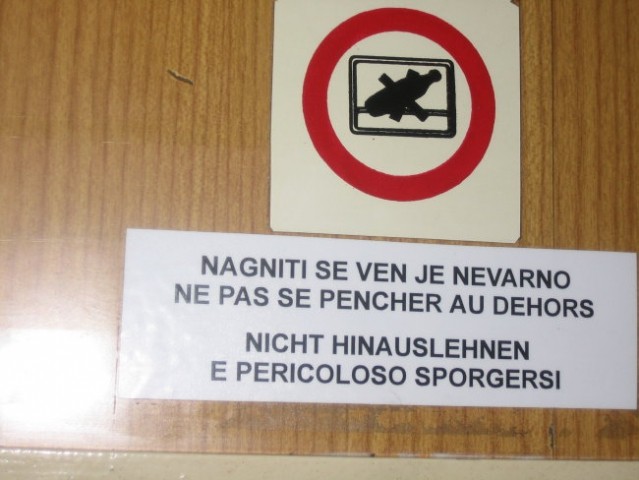 NAGNITI SE VEN JE NEVARNO
NE PAS SE PENCHER AU DEHORS
NICHT HINAUSLEHNEN
E PERICOLOSO SPORGERSI